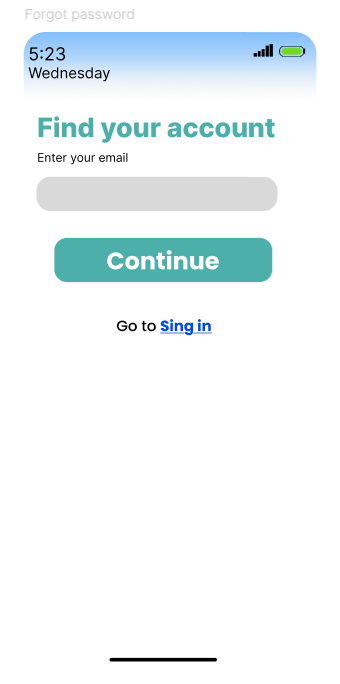 Forgot password
5:23
Wednesday
Find your account
Enter your email
Continue
Go to Sing in